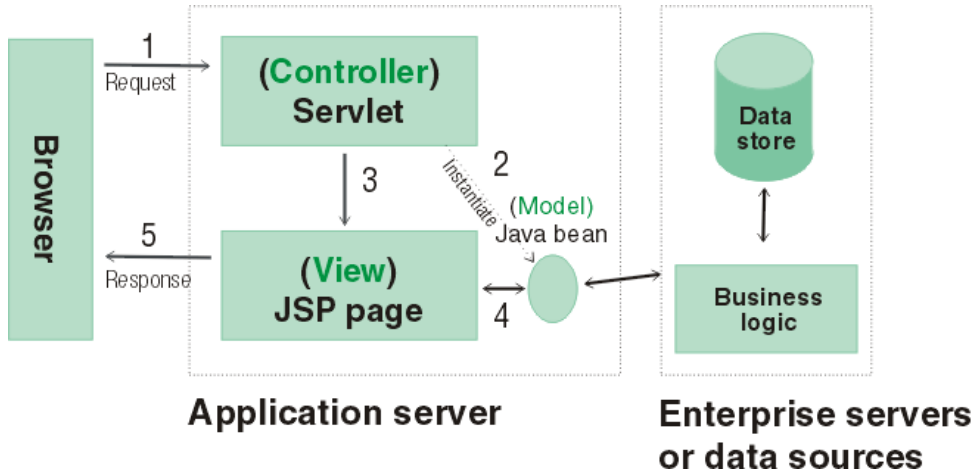 1
Request
Browser
(Controller)
Servlet
2
Instantiate
3
(Model)
Java bean
5
Response
(View)
JSP page
4
Data
store
Business
logic
Application server
Enterprise servers
or data sources